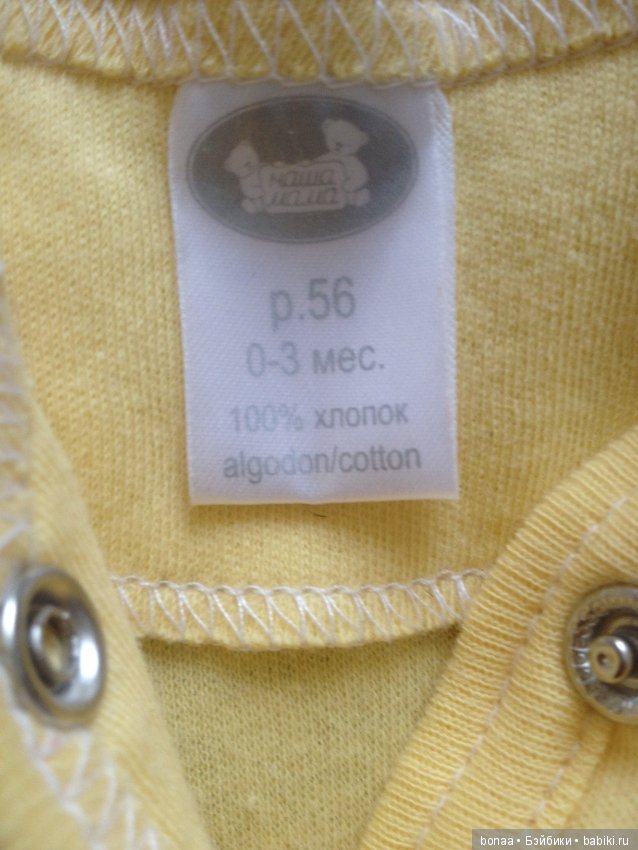 наша
мама
р.56
0-3 мес.
100% хлопок
algodon/cotton
bonaa • Бэйбики • babiki.ru